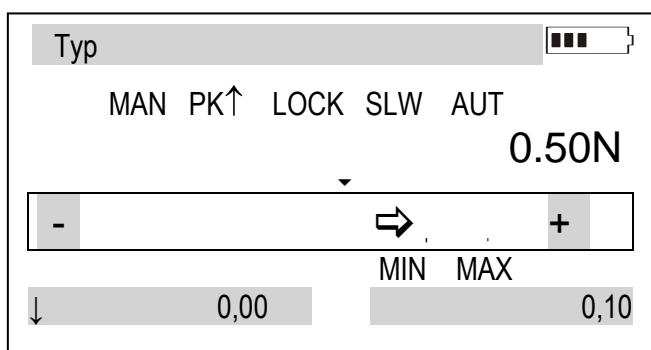 Typ
MAN PK↑ LOCK SLW AUT
0.50N
- +
MIN MAX
↓ 0,00 0,10